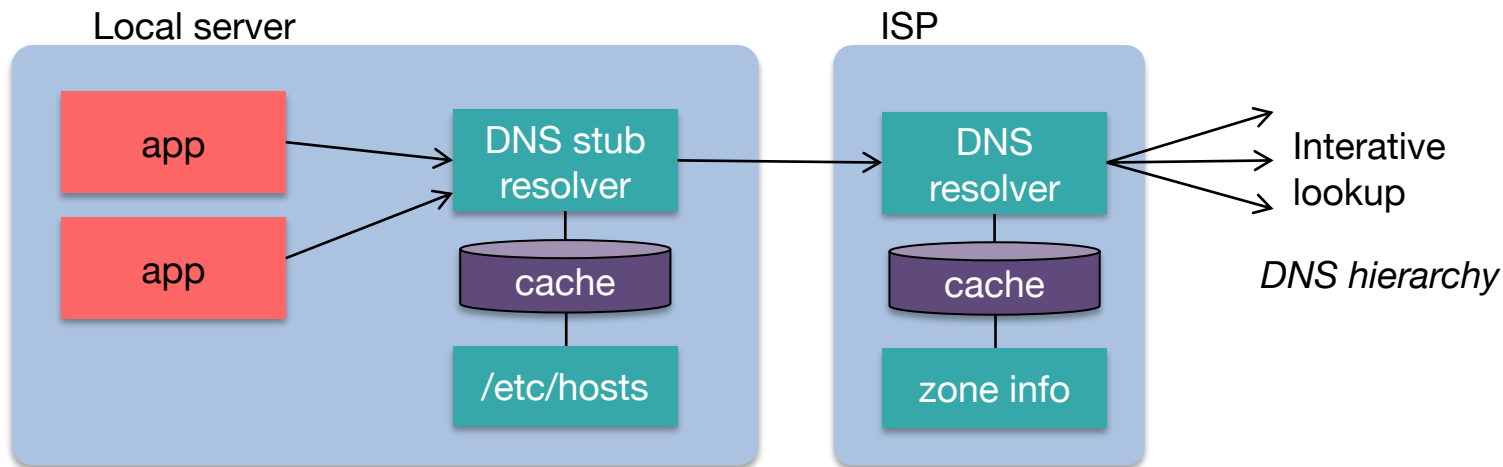 Local server
ISP
app
app
DNS stub
resolver
cache
/etc/hosts
DNS
resolver
cache
zone info
Interative
lookup
DNS hierarchy